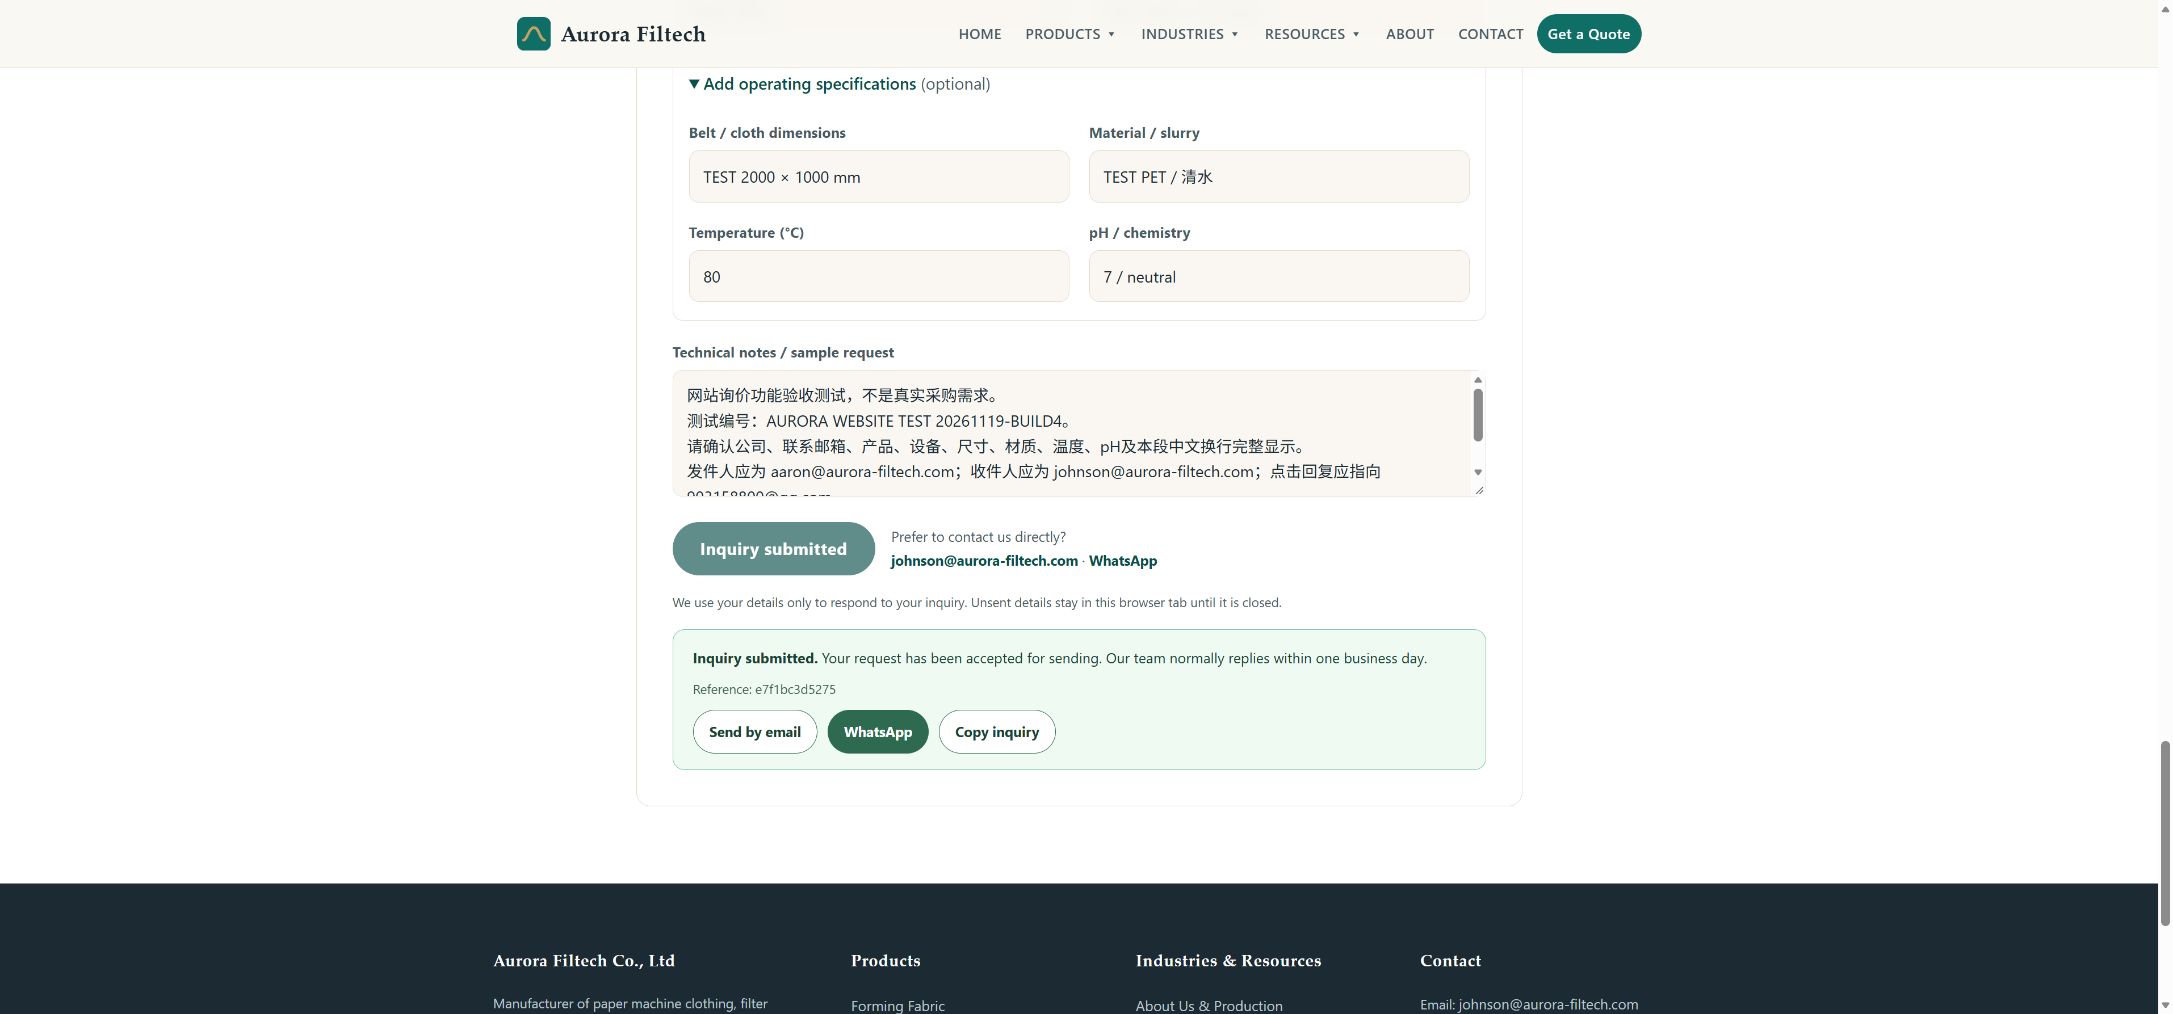 Aurora Filtech
HOME
PRODUCTS ▼
INDUSTRIES ▼
RESOURCES ▼
ABOUT
CONTACT
Get a Quote
▼ Add operating specifications (optional)
Belt / cloth dimensions
Material / slurry
TEST 2000 × 1000 mm
TEST PET / 清水
Temperature (°C)
pH / chemistry
80
7 / neutral
Technical notes / sample request
网站询价功能验收测试，不是真实采购需求。
测试编号：AURORA WEBSITE TEST 20261119-BUILD4。
请确认公司、联系邮箱、产品、设备、尺寸、材质、温度、pH及本段中文换行完整显示。
发件人应为 aaron@aurora-filtech.com；收件人应为 johnson@aurora-filtech.com；点击回复应指向
Inquiry submitted
Prefer to contact us directly?
johnson@aurora-filtech.com · WhatsApp
We use your details only to respond to your inquiry. Unsent details stay in this browser tab until it is closed.
Inquiry submitted. Your request has been accepted for sending. Our team normally replies within one business day.
Reference: e7f1bc3d5275
Send by email
WhatsApp
Copy inquiry
Aurora Filtech Co., Ltd
Products
Industries & Resources
Contact
Manufacturer of paper machine clothing, filter
Forming Fabric
About Us & Production
Email: johnson@aurora-filtech.com